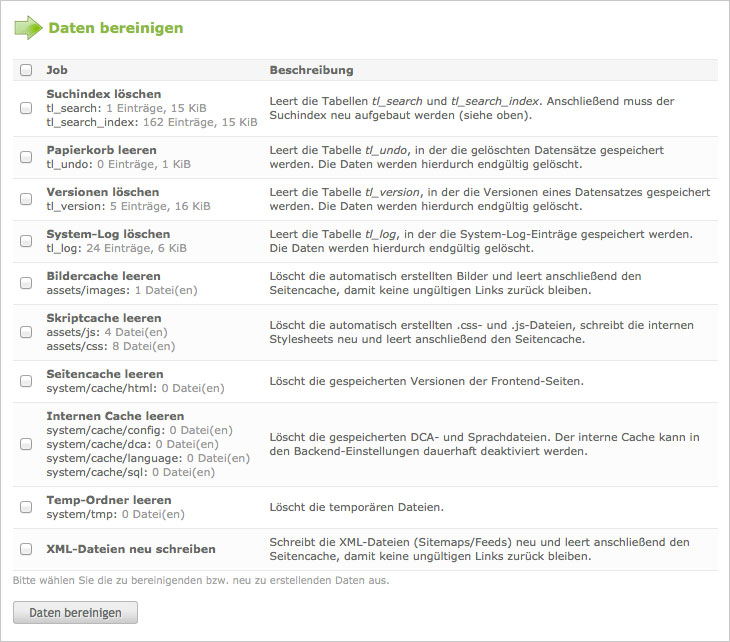 Daten bereinigen
Job Beschreibung
Suchindex löschen
tl_search: 1 Einträge, 15 KiB
tl_search_index: 162 Einträge, 15 KiB
Leert die Tabellen tl_search und tl_search_index. Anschließend muss der
Suchindex neu aufgebaut werden (siehe oben).
Papierkorb leeren
tl_undo: 0 Einträge, 1 KiB
Leert die Tabelle tl_undo, in der die gelöschten Datensätze gespeichert
werden. Die Daten werden hierdurch endgültig gelöscht.
Versionen löschen
tl_version: 5 Einträge, 16 KiB
Leert die Tabelle tl_version, in der die Versionen eines Datensatzes gespeichert
werden. Die Daten werden hierdurch endgültig gelöscht.
System-Log löschen
tl_log: 24 Einträge, 6 KiB
Leert die Tabelle tl_log, in der die System-Log-Einträge gespeichert werden.
Die Daten werden hierdurch endgültig gelöscht.
Bildercache leeren
assets/images: 1 Datei(en)
Löscht die automatisch erstellten Bilder und leert anschließend den
Seitencache, damit keine ungültigen Links zurück bleiben.
Skriptcache leeren
assets/js: 4 Datei(en)
assets/css: 8 Datei(en)
Löscht die automatisch erstellten .css- und .js-Dateien, schreibt die internen
Stylesheets neu und leert anschließend den Seitencache.
Seitencache leeren
system/cache/html: 0 Datei(en)
Löscht die gespeicherten Versionen der Frontend-Seiten.
Internen Cache leeren
system/cache/config: 0 Datei(en)
system/cache/dca: 0 Datei(en)
system/cache/language: 0 Datei(en)
system/cache/sql: 0 Datei(en)
Löscht die gespeicherten DCA- und Sprachdateien. Der interne Cache kann in
den Backend-Einstellungen dauerhaft deaktiviert werden.
Temp-Ordner leeren
system/tmp: 0 Datei(en)
Löscht die temporären Dateien.
XML-Dateien neu schreiben
Schreibt die XML-Dateien (Sitemaps/Feeds) neu und leert anschließend den
Seitencache, damit keine ungültigen Links zurück bleiben.
Bitte wählen Sie die zu bereinigenden bzw. neu zu erstellenden Daten aus.
Daten bereinigen